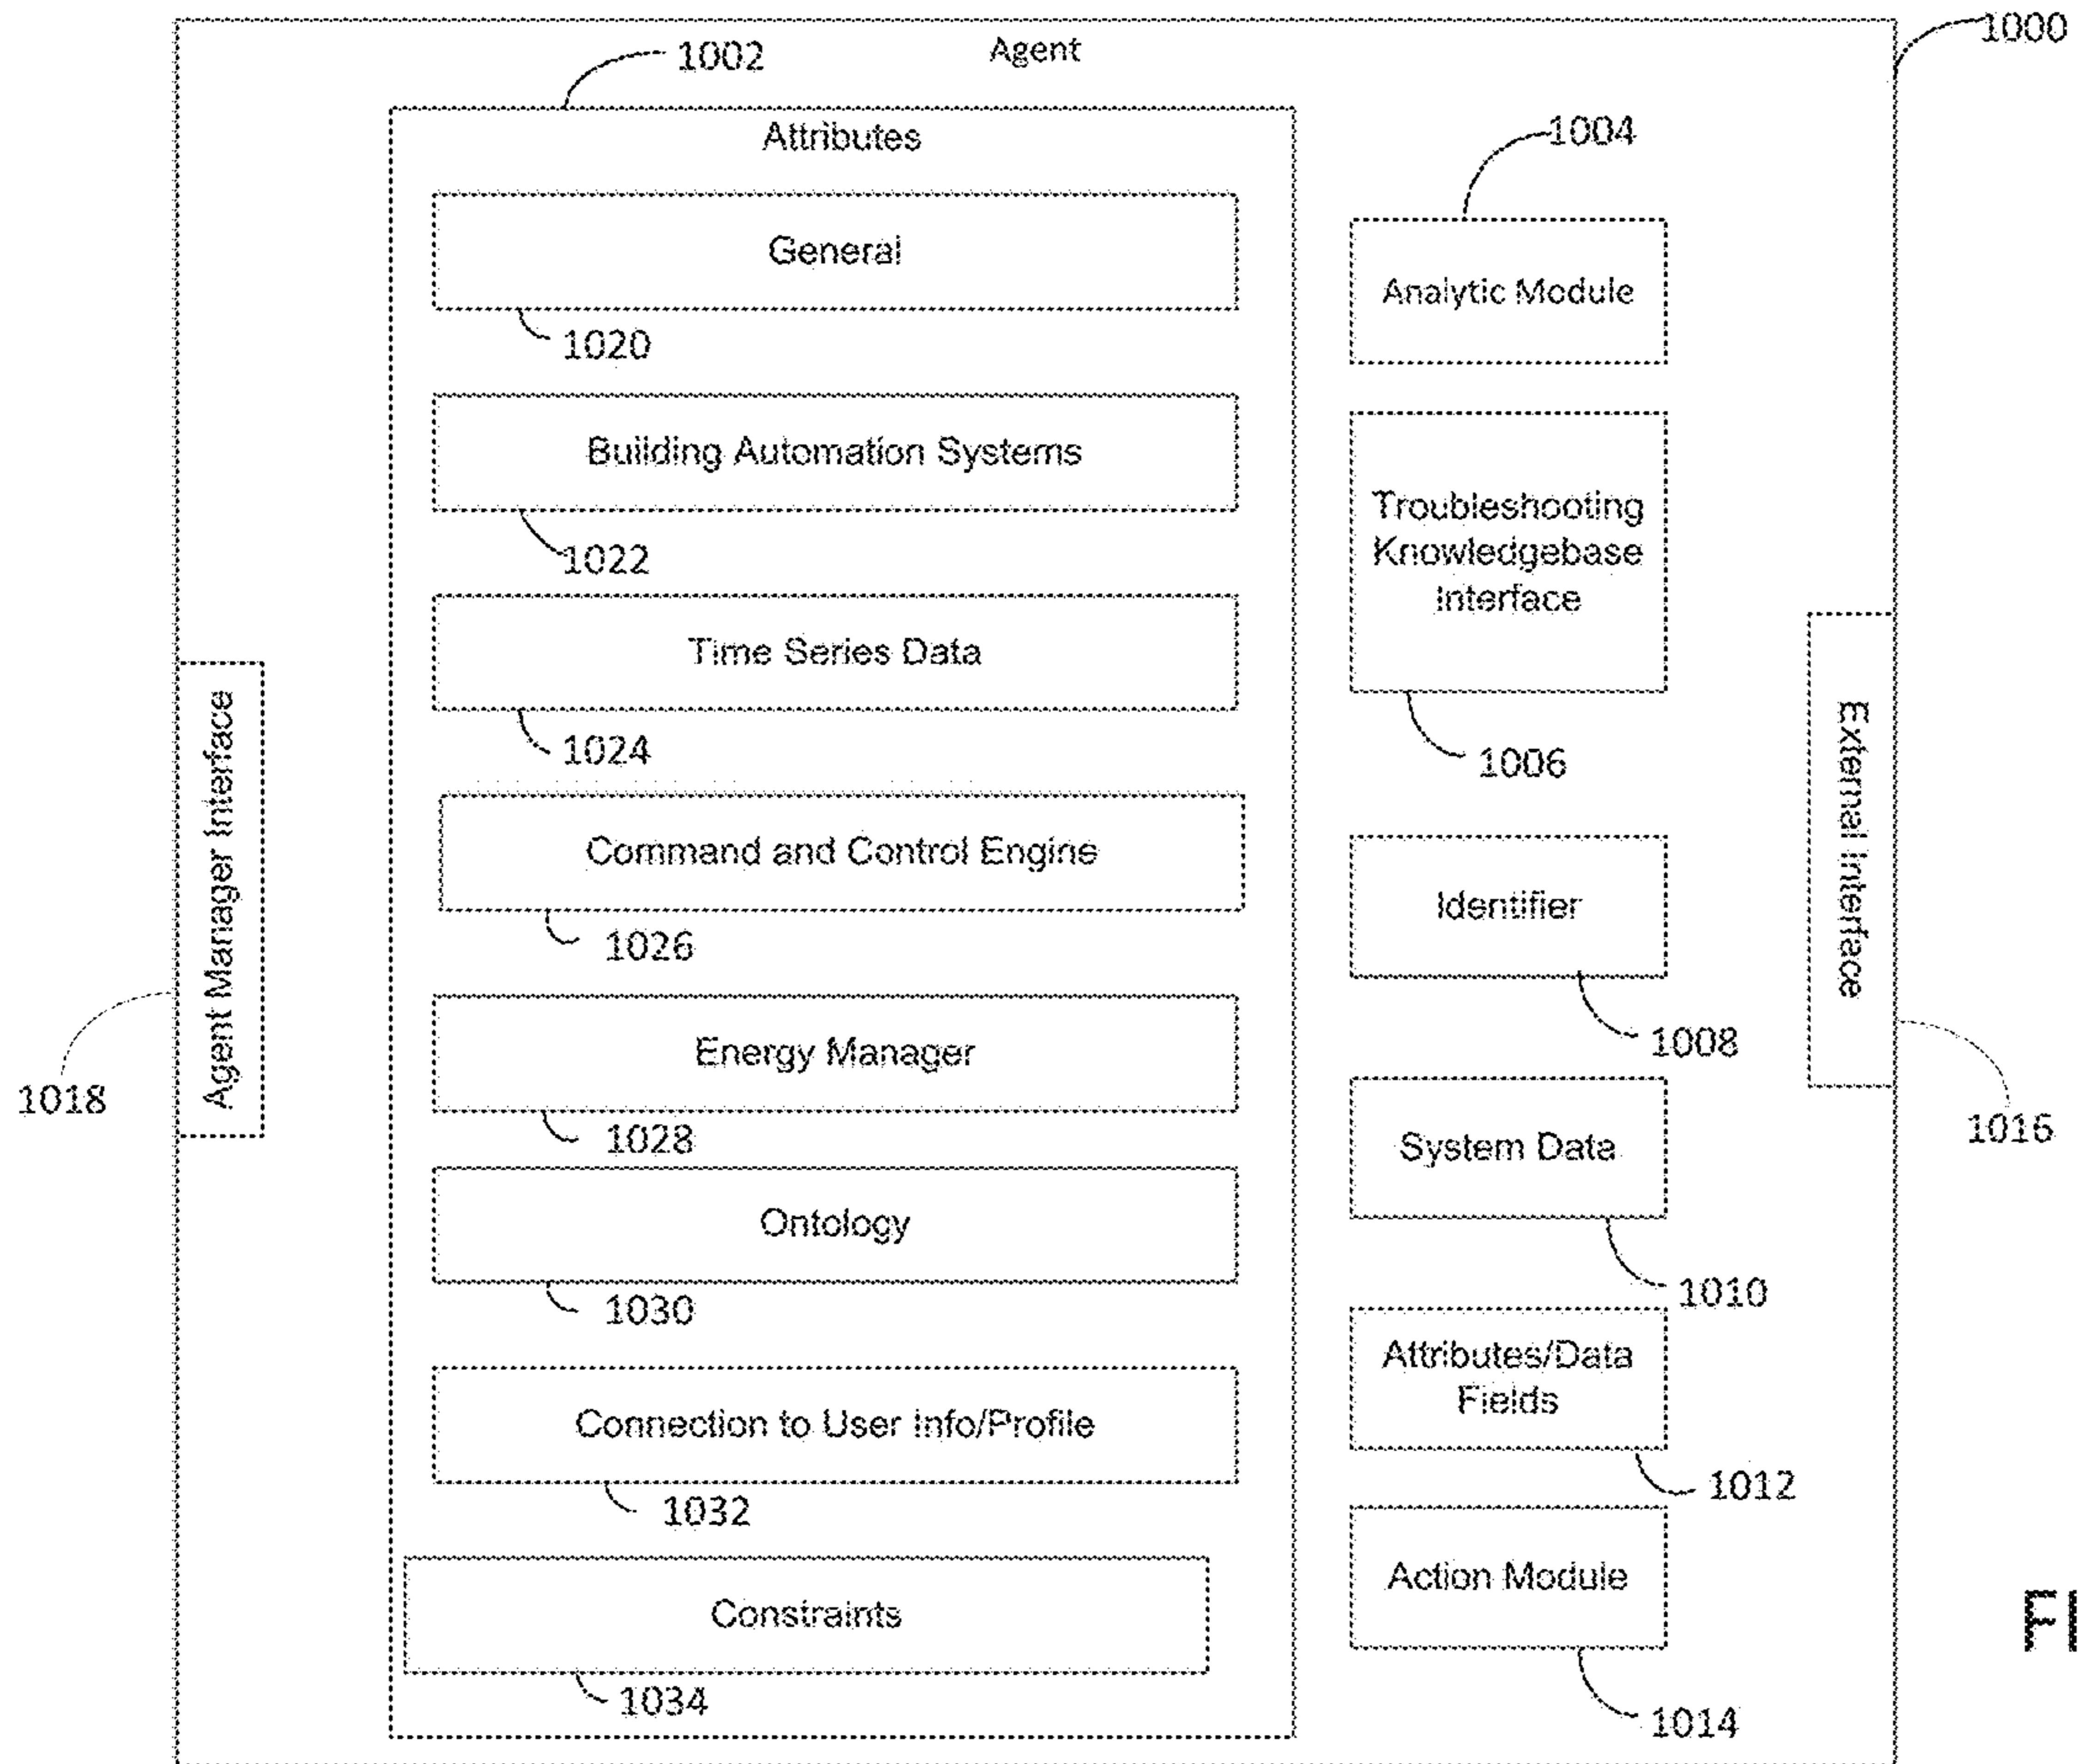 1000
Agent
1002
Attributes
General
1020
Building Automation Systems
1022
Time Series Data
1024
Command and Control Engine
1026
Energy Manager
1028
Ontology
1030
Connection to User Info/Profile
1032
Constraints
1034
1004
Analytic Module
Troubleshooting
Knowledgebase
Interface
1006
Identifier
1008
System Data
1010
Attributes/Data
Fields
1012
Action Module
1014
Agent Manager Interface
1018
External Interface
1016
FI